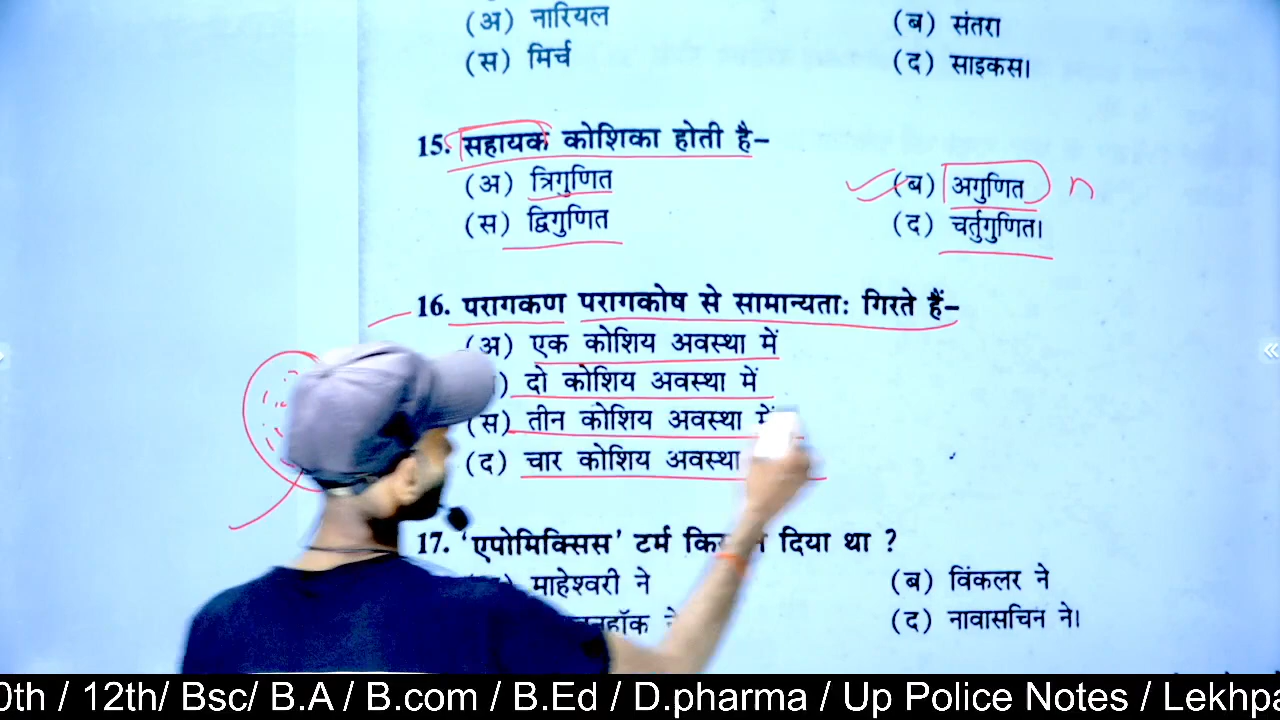 (अ) नारियल (ब) संतरा
(स) मिर्च (द) साइकस।
15. सहायक कोशिका होती है–
(अ) त्रिगुणित (ब) अगुणित n
(स) द्विगुणित (द) चर्तुगुणित।
16. परागकण परागकोष से सामान्यताः गिरते हैं–
(अ) एक कोशिय अवस्था में
) दो कोशिय अवस्था में
(स) तीन कोशिय अवस्था में
(द) चार कोशिय अवस्था
17. 'एपोमिक्सिस' टर्म दिया था ?
माहेश्वरी ने (ब) विंकलर ने
(द) नावासचिन ने।
0th / 12th/ Bsc/ B.A / B.com / B.Ed / D.pharma / Up Police Notes / Lekhpa